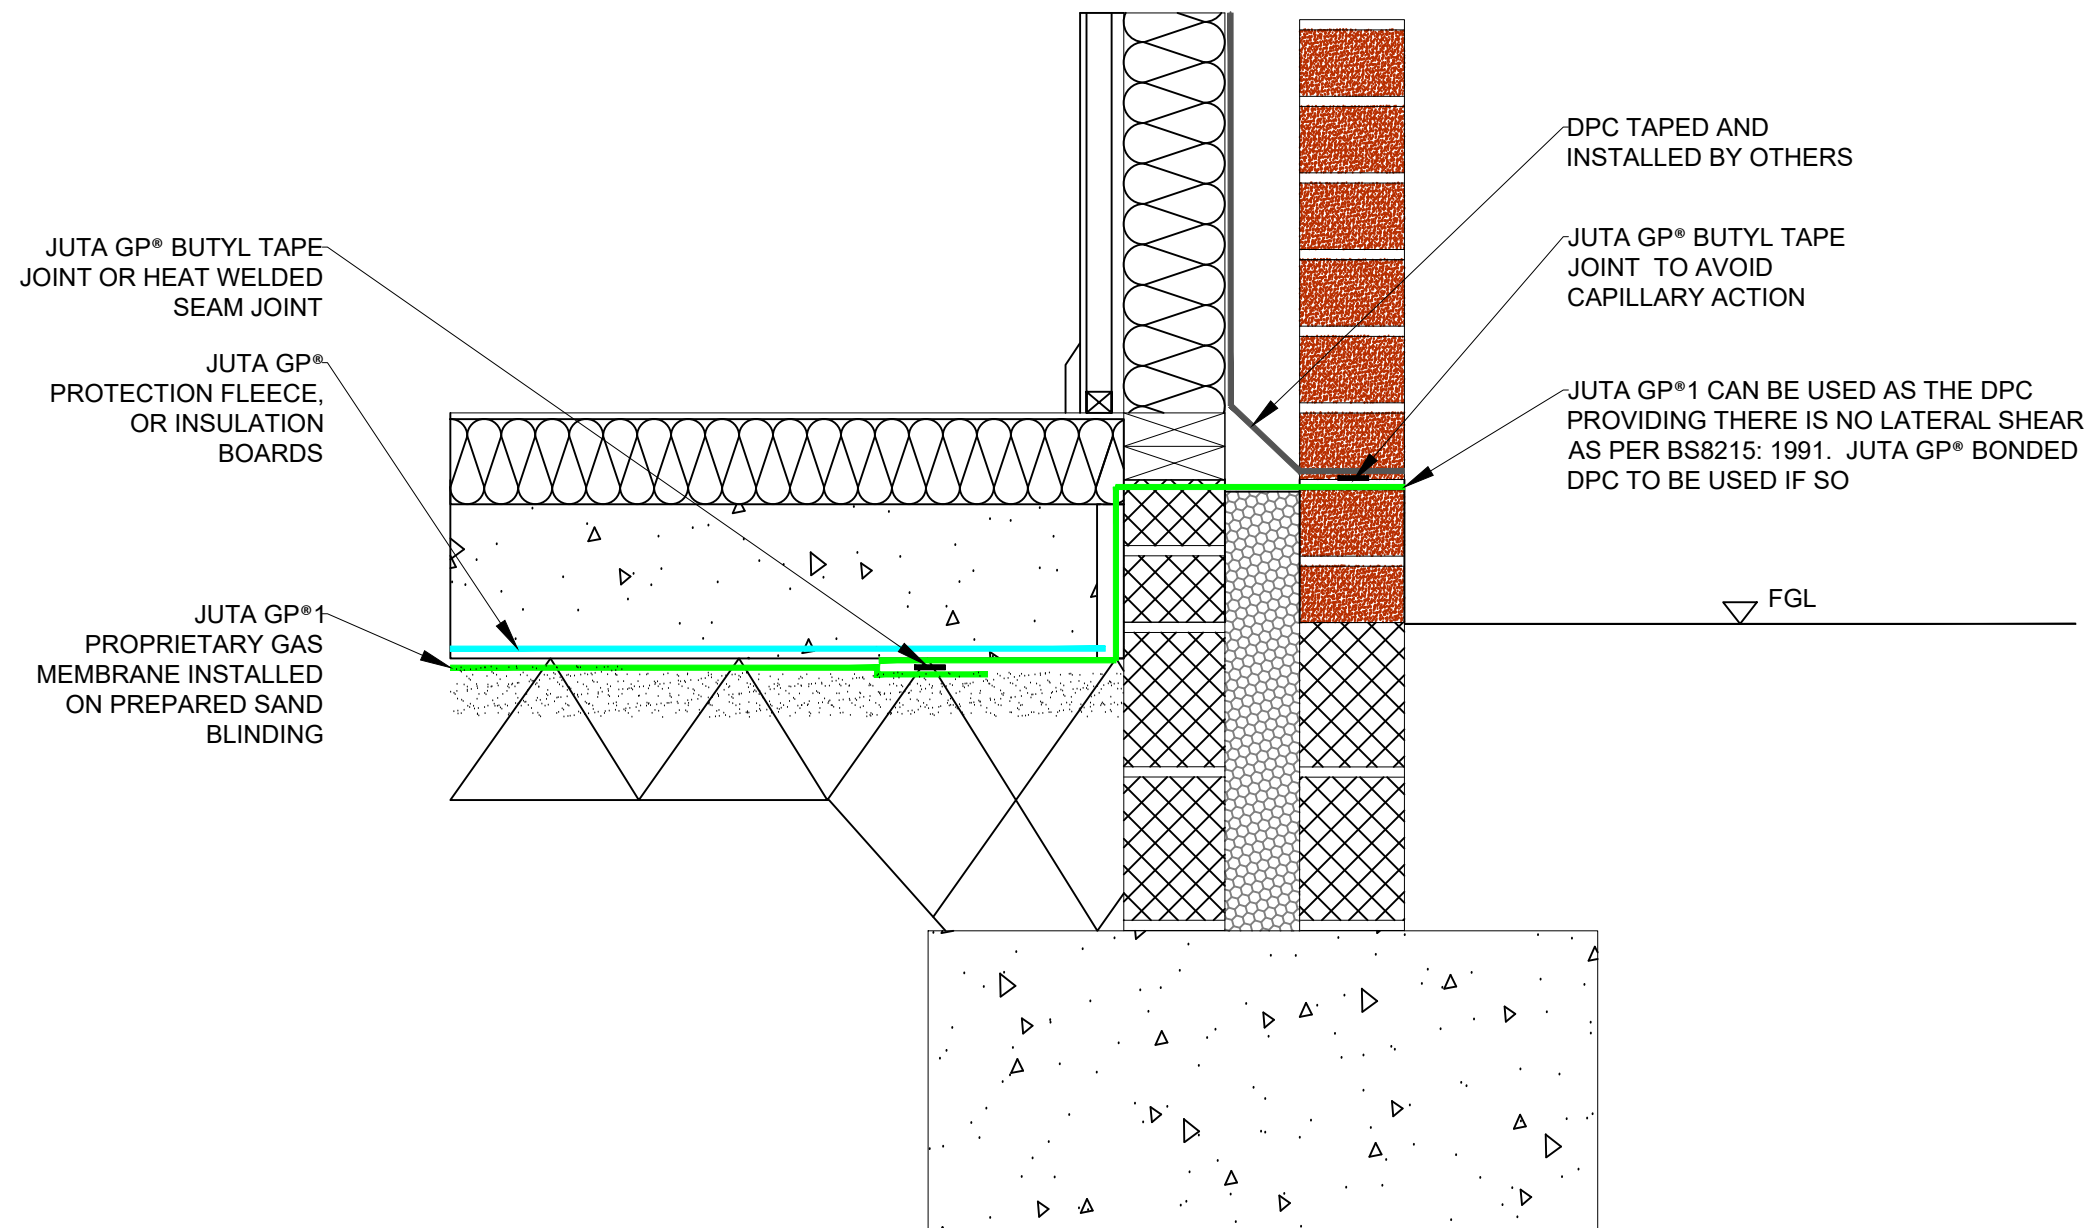 JUTA GP® BUTYL TAPE
JOINT OR HEAT WELDED
SEAM JOINT
JUTA GP®
PROTECTION FLEECE,
OR INSULATION
BOARDS
JUTA GP®1
PROPRIETARY GAS
MEMBRANE INSTALLED
ON PREPARED SAND
BLINDING
DPC TAPED AND
INSTALLED BY OTHERS
JUTA GP® BUTYL TAPE
JOINT TO AVOID
CAPILLARY ACTION
JUTA GP®1 CAN BE USED AS THE DPC
PROVIDING THERE IS NO LATERAL SHEAR
AS PER BS8215: 1991. JUTA GP® BONDED
DPC TO BE USED IF SO
FGL